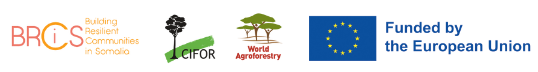 BRCiS
Building
Resilient
Communities
in Somalia
CIFOR
World
Agroforestry
Funded by
the European Union